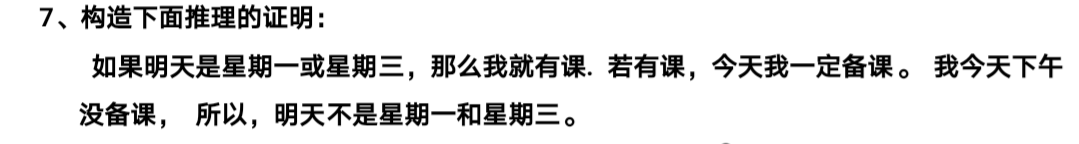 7、构造下面推理的证明：
如果明天是星期一或星期三，那么我就有课. 若有课，今天我一定备课。 我今天下午
没备课， 所以，明天不是星期一和星期三。